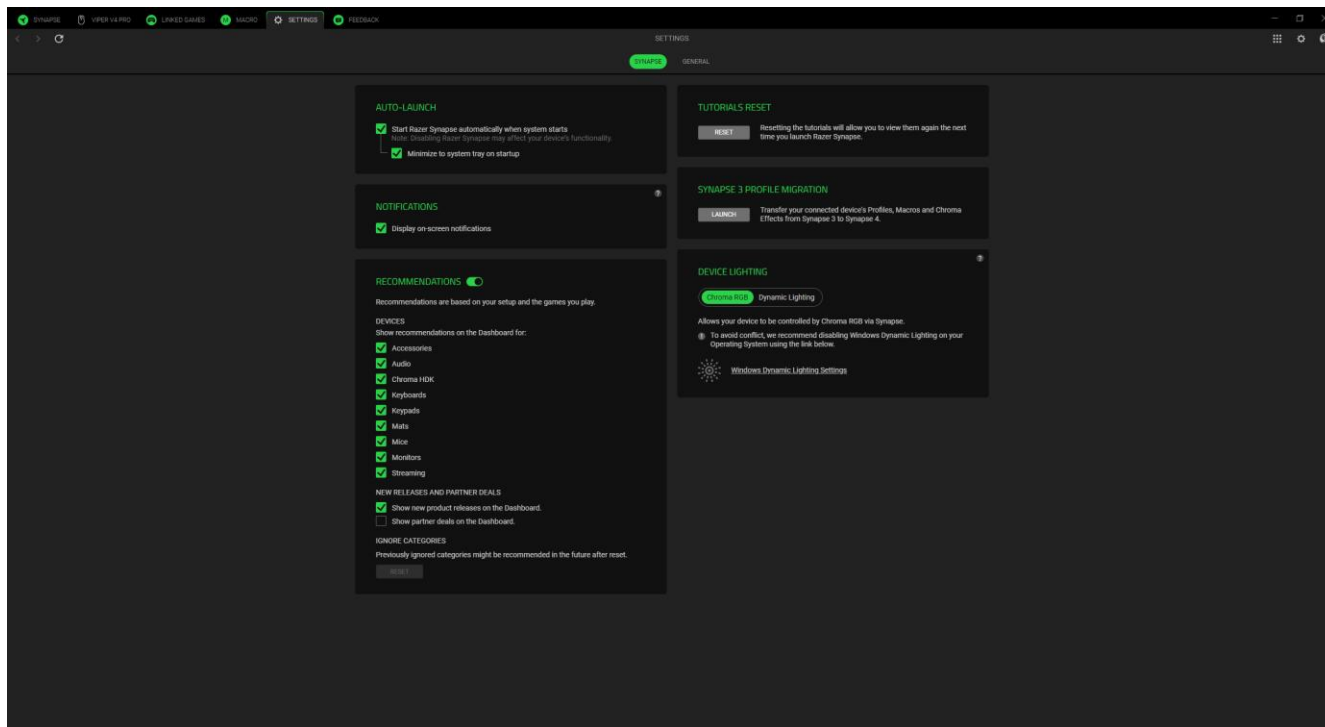 SYNAPSE
VIPER V4 PRO
LINKED GAMES
MACRO
SETTINGS
FEEDBACK
SETTINGS
SYNAPSE
GENERAL
AUTO-LAUNCH
Start Razer Synapse automatically when system starts
Note: Disabling Razer Synapse may affect your device's functionality.
Minimize to system tray on startup
NOTIFICATIONS
Display on-screen notifications
RECOMMENDATIONS
Recommendations are based on your setup and the games you play.
DEVICES
Show recommendations on the Dashboard for:
Accessories
Audio
Chroma HDK
Keyboards
Keypads
Mats
Mice
Monitors
Streaming
NEW RELEASES AND PARTNER DEALS
Show new product releases on the Dashboard.
Show partner deals on the Dashboard.
IGNORE CATEGORIES
Previously ignored categories might be recommended in the future after reset.
RESET
TUTORIALS RESET
RESET
Resetting the tutorials will allow you to view them again the next
time you launch Razer Synapse.
SYNAPSE 3 PROFILE MIGRATION
LAUNCH
Transfer your connected device's Profiles, Macros and Chroma
Effects from Synapse 3 to Synapse 4.
DEVICE LIGHTING
Chroma RGB
Dynamic Lighting
Allows your device to be controlled by Chroma RGB via Synapse.
To avoid conflict, we recommend disabling Windows Dynamic Lighting on your
Operating System using the link below.
Windows Dynamic Lighting Settings